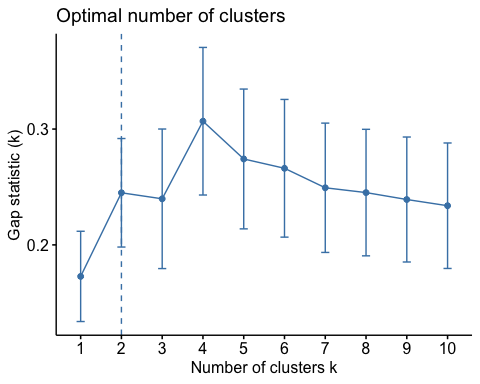 Optimal number of clusters
Gap statistic (k)
0.3
0.2
1 2 3 4 5 6 7 8 9 10
Number of clusters k